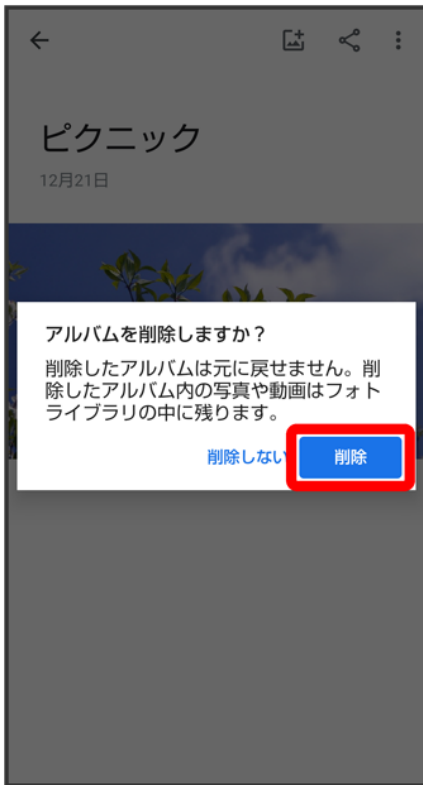 ピクニック
12月21日
アルバムを削除しますか？
削除したアルバムは元に戻せません。削
除したアルバム内の写真や動画はフォト
ライブラリの中に残ります。
削除しない 削除